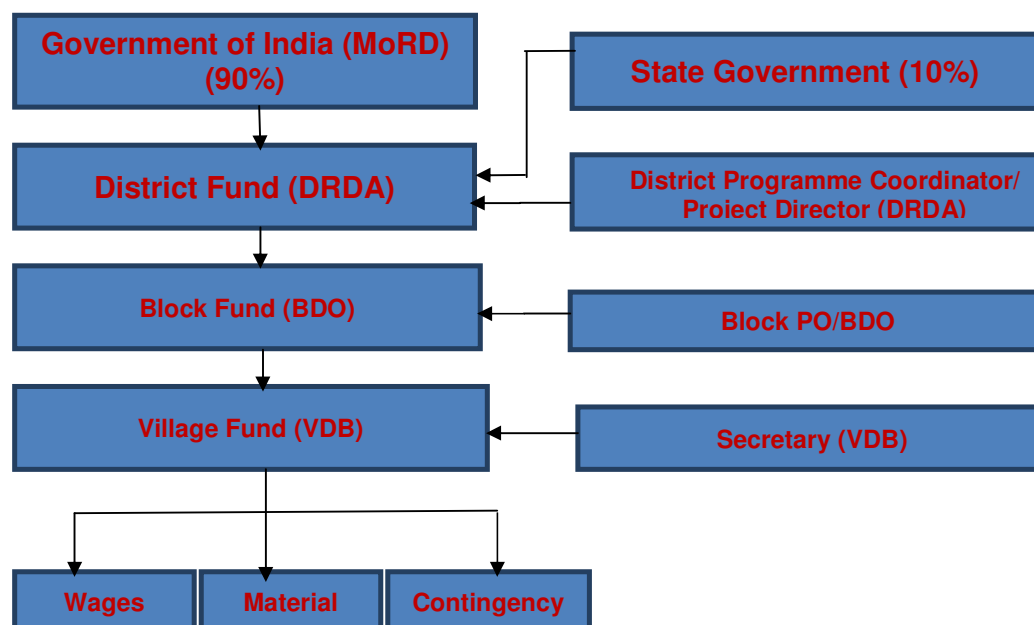 Government of India (MoRD)
(90%)
State Government (10%)
District Fund (DRDA)
District Programme Coordinator/
Project Director (DRDA)
Block Fund (BDO)
Block PO/BDO
Village Fund (VDB)
Secretary (VDB)
Wages
Material
Contingency